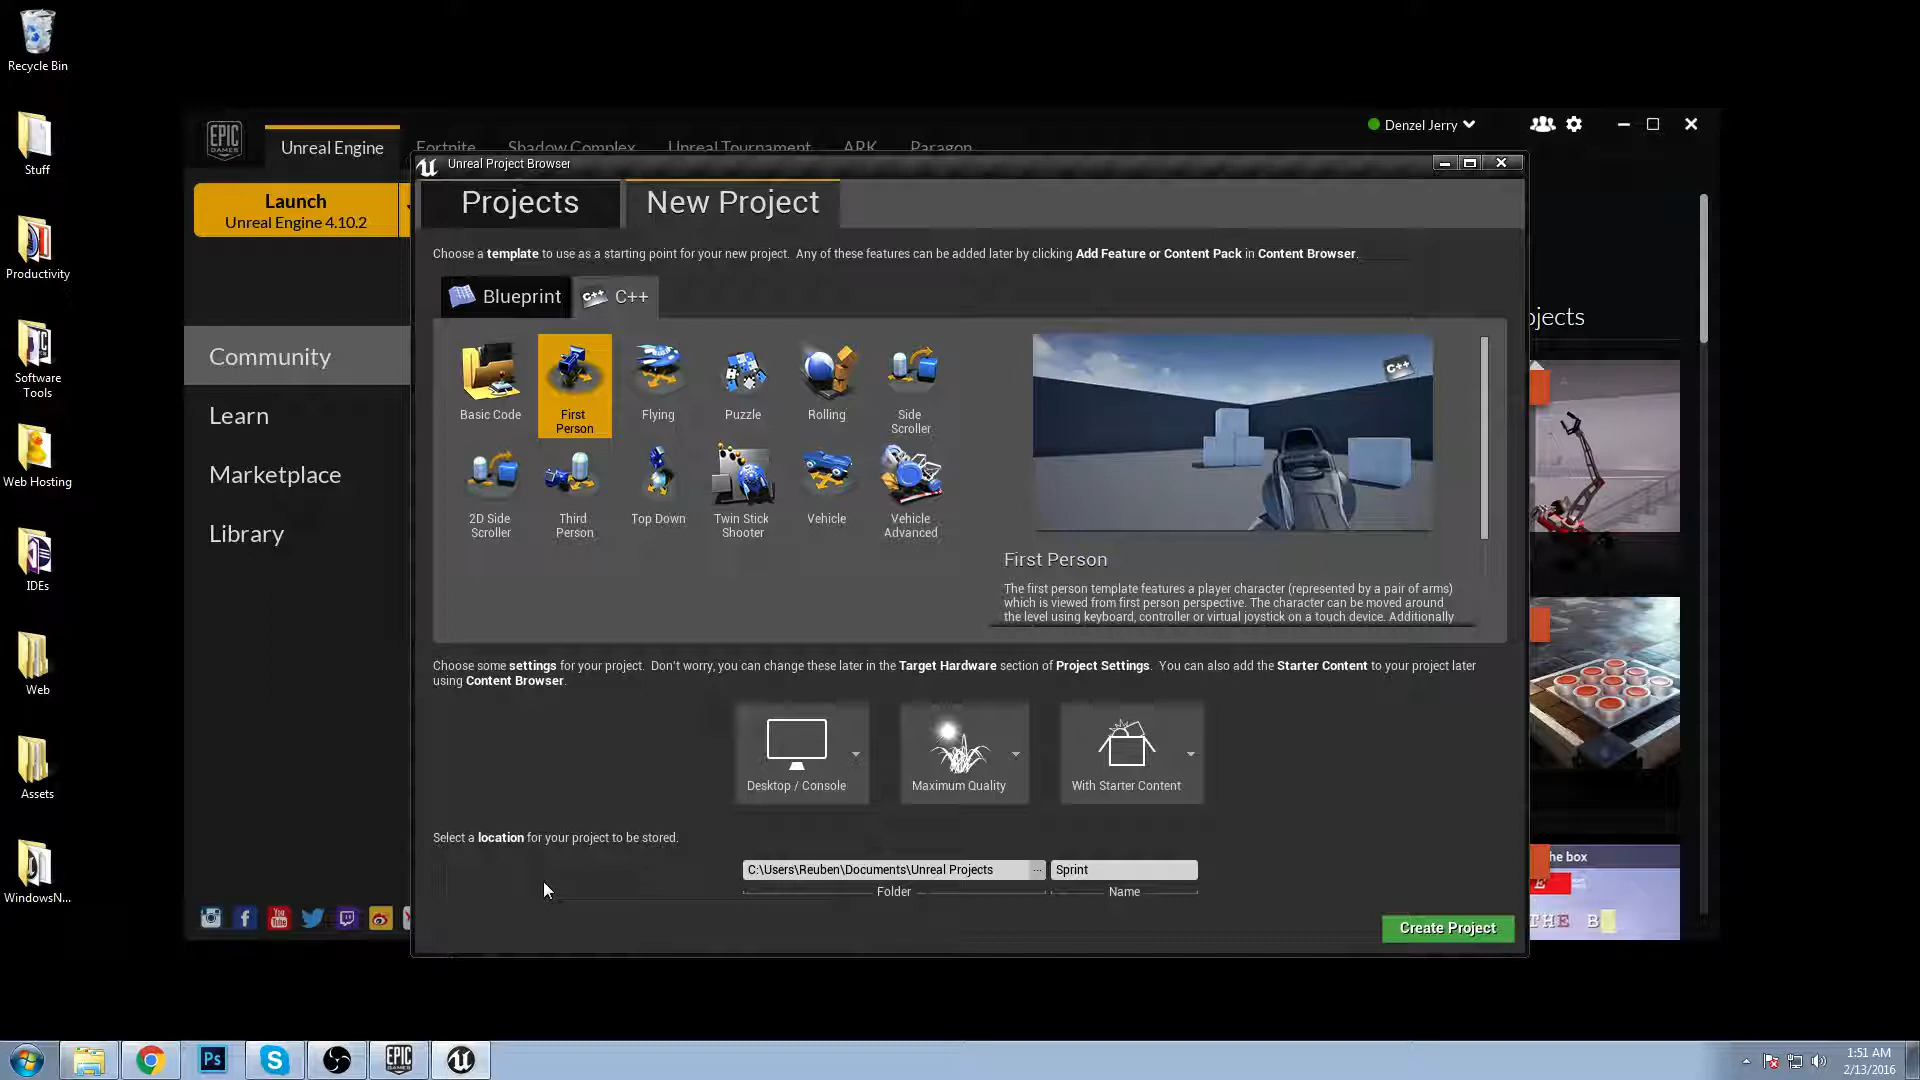 Recycle Bin
Stuff
Productivity
Software
Tools
Web Hosting
IDEs
Web
Assets
WindowsN...
EPIC
GAMES
Unreal Engine
Fortnite
Shadow Complex
Unreal Tournament
ARK
Paragon
Denzel Jerry
Launch
Unreal Engine 4.10.2
Community
Learn
Marketplace
Library
Unreal Project Browser
Projects
New Project
Choose a template to use as a starting point for your new project. Any of these features can be added later by clicking Add Feature or Content Pack in Content Browser.
Blueprint
C++
C++
Basic Code
First
Person
Flying
Puzzle
Rolling
Side
Scroller
2D Side
Scroller
Third
Person
Top Down
Twin Stick
Shooter
Vehicle
Vehicle
Advanced
C++
First Person
The first person template features a player character (represented by a pair of arms)
which is viewed from first person perspective. The character can be moved around
the level using keyboard, controller or virtual joystick on a touch device. Additionally
Choose some settings for your project. Don't worry, you can change these later in the Target Hardware section of Project Settings. You can also add the Starter Content to your project later
using Content Browser.
Desktop / Console
Maximum Quality
With Starter Content
Select a location for your project to be stored.
C:\Users\Reuben\Documents\Unreal Projects
...
Sprint
Folder
Name
Create Project
ojects
he box
E
THE B
You
Tube
Ps
EPIC
GAMES
1:51 AM
2/13/2016